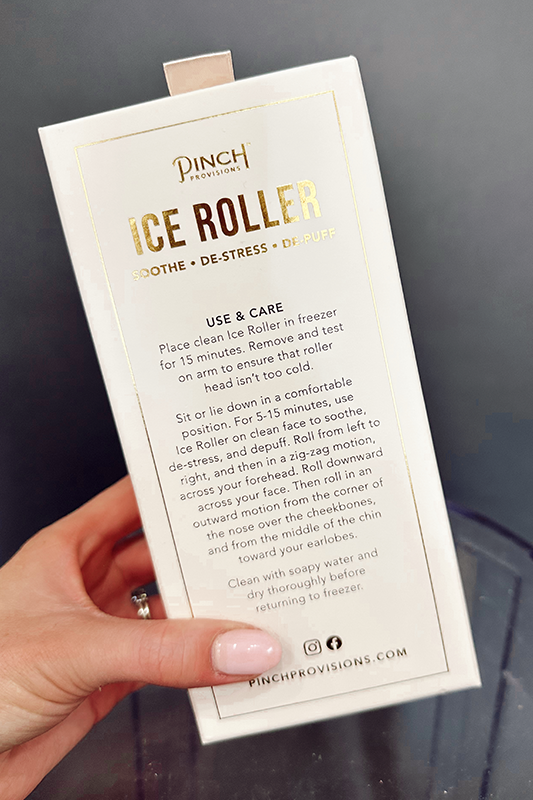 PINCH
PROVISIONS
ICE ROLLER
SOOTHE • DE-STRESS • DE-PUFF
USE & CARE
Place clean Ice Roller in freezer
for 15 minutes. Remove and test
on arm to ensure that roller
head isn't too cold.
Sit or lie down in a comfortable
position. For 5-15 minutes, use
Ice Roller on clean face to soothe,
de-stress, and depuff. Roll from left to
right, and then in a zig-zag motion,
across your forehead. Roll downward
across your face. Then roll in an
outward motion from the corner of
the nose over the cheekbones,
and from the middle of the chin
toward your earlobes.
Clean with soapy water and
dry thoroughly before
returning to freezer.
PINCHPROVISIONS.COM